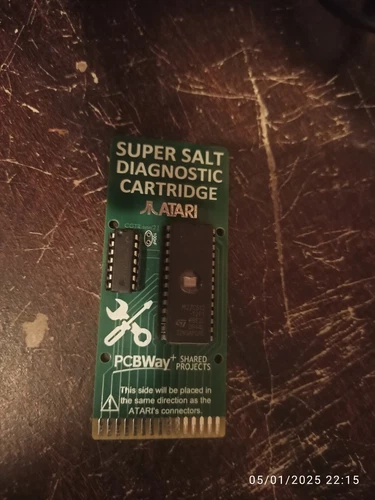 SUPER SALT
DIAGNOSTIC
CARTRIDGE
ATARI
PCBWay+ SHARED
PROJECTS
This side will be placed in
the same direction as the
ATARI's connectors.
05/01/2025 22:15